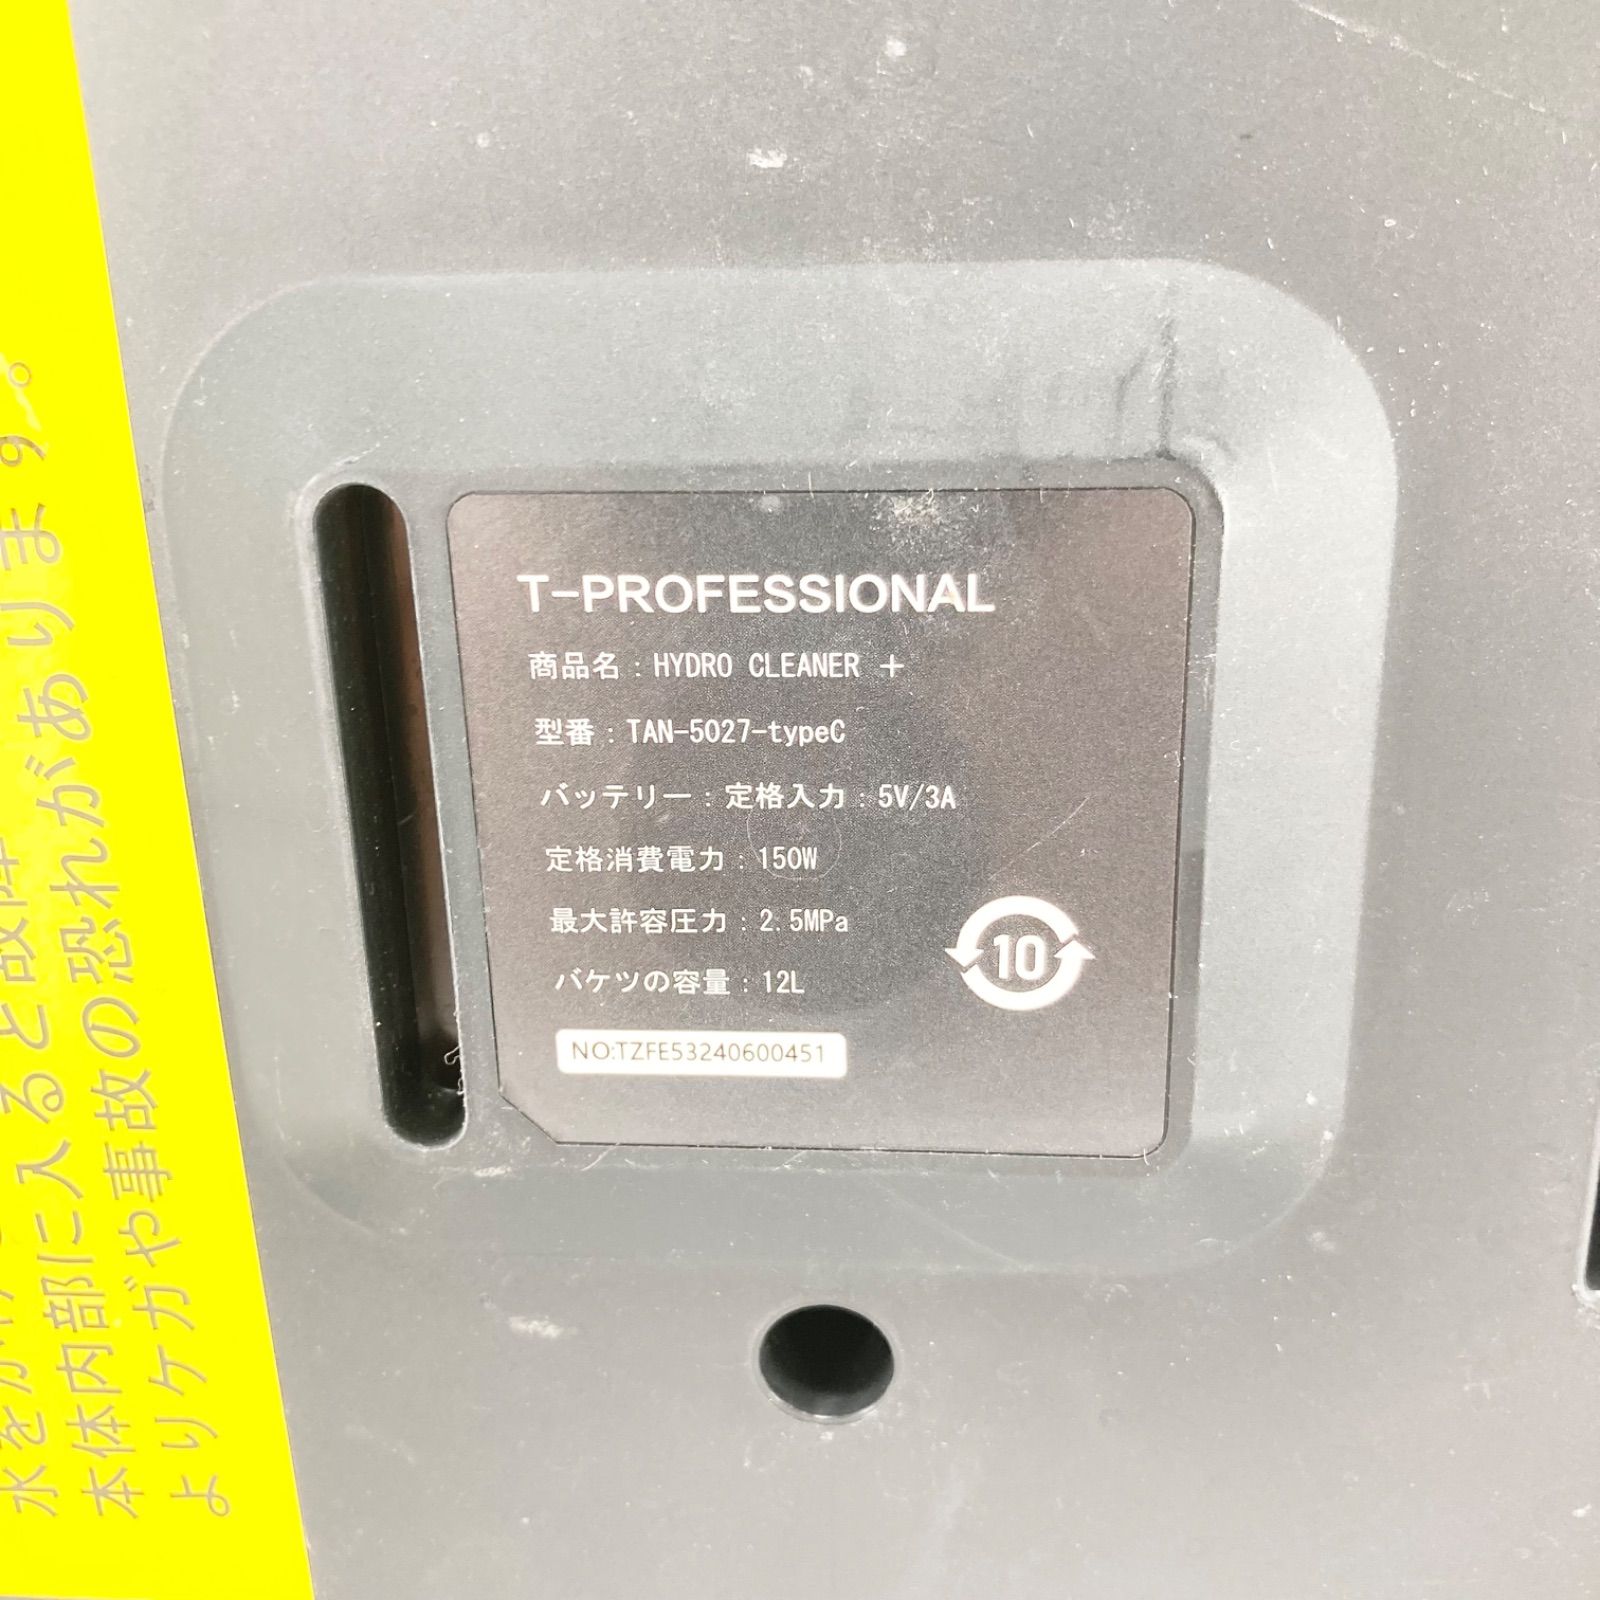 T-PROFESSIONAL
商品名：HYDRO CLEANER ＋
型番：TAN-5027-typeC
バッテリー：定格入力：5V/3A
定格消費電力：150W
最大許容圧力：2.5MPa
バケツの容量：12L
10
NO:TZFE53240600451
水を
本体内部に入ると故障
よりケガや事故の恐れがあります。